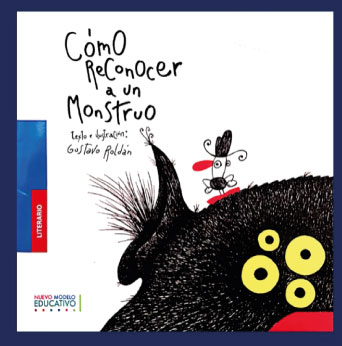 Cómo
Reconocer
a un
Monstruo
texto e ilustración:
Gustavo Roldán
LITERARIO
NUEVO MODELO
EDUCATIVO